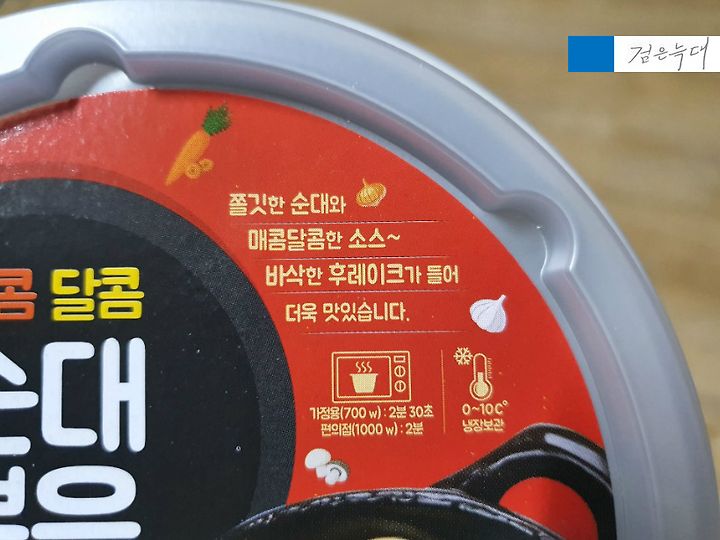 검은늑대
쫄깃한 순대와
매콤달콤한 소스~
바삭한 후레이크가 들어
더욱 맛있습니다.
콤 달콤
대
가정용(700 w) : 2분 30초
편의점(1000 w) : 2분
0~10C°
냉장보관